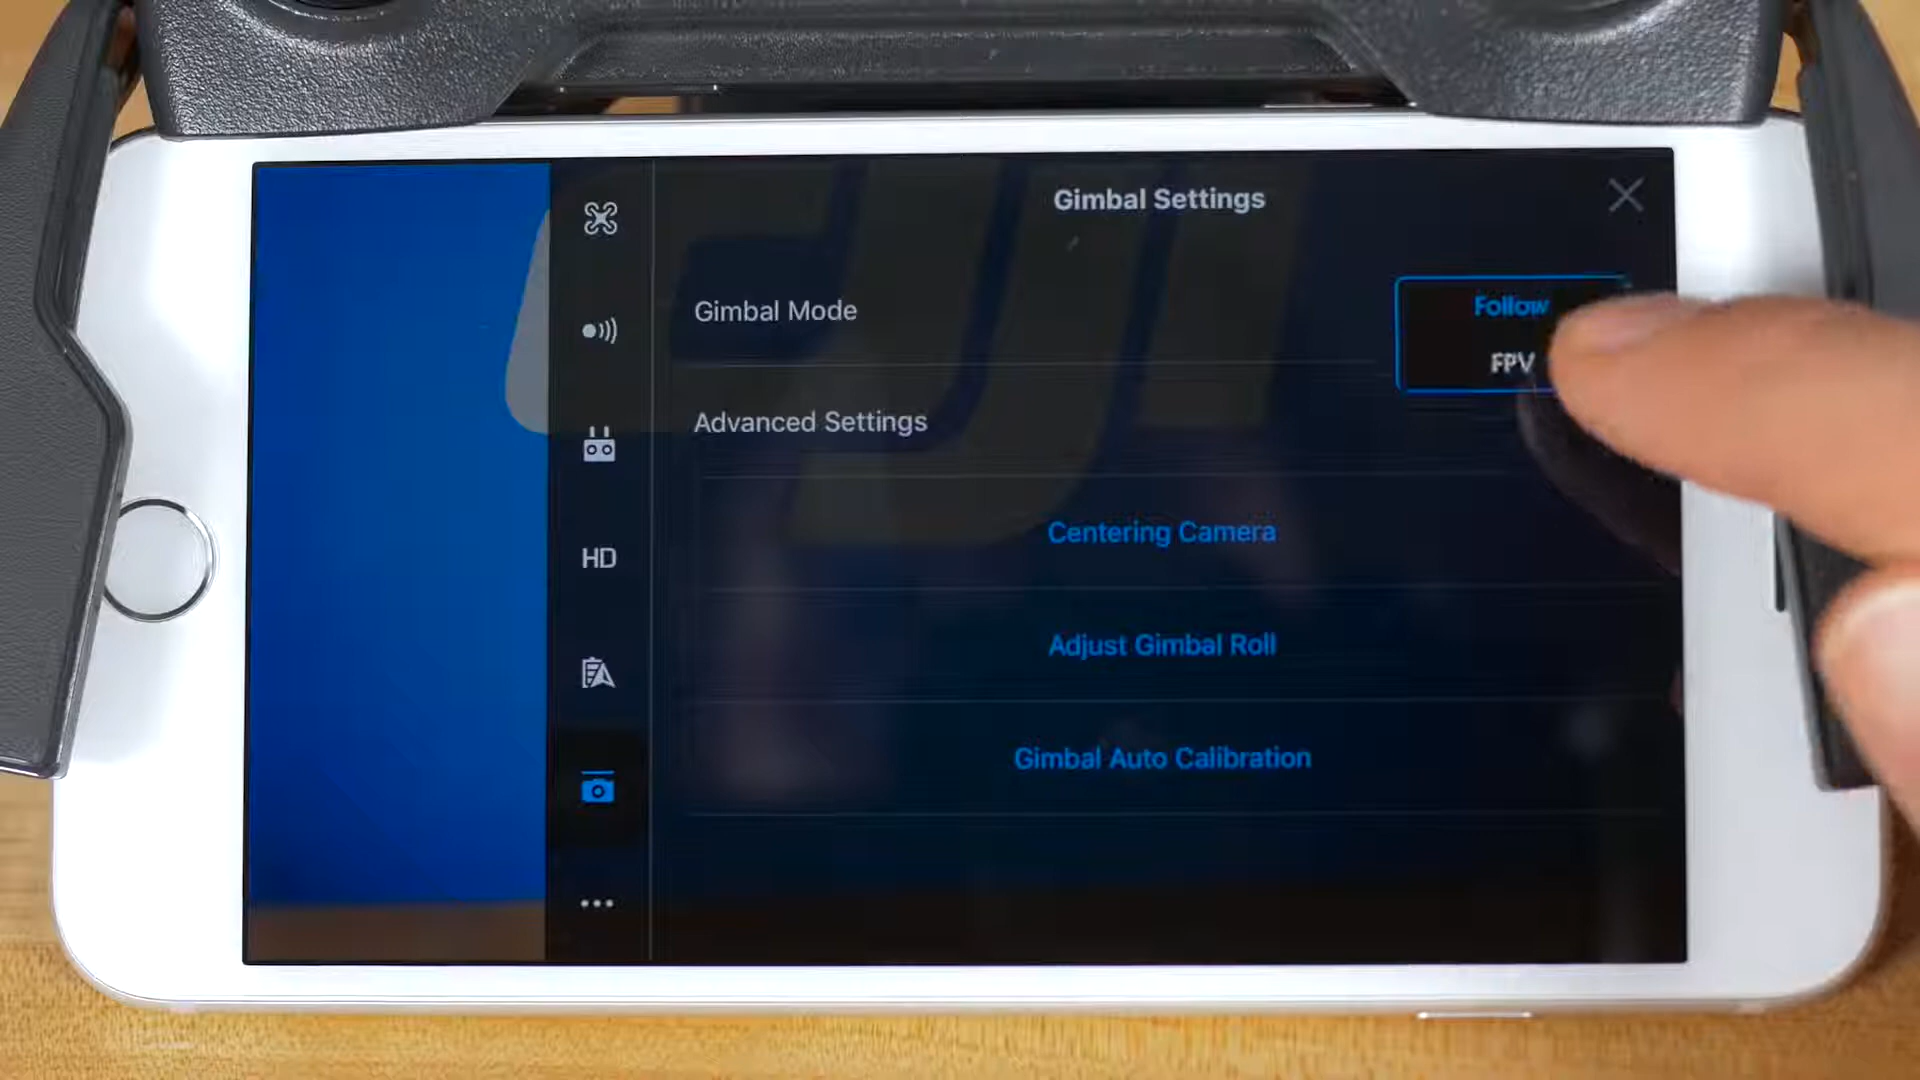 Gimbal Settings
Gimbal Mode
Follow
FPV
Advanced Settings
Centering Camera
HD
Adjust Gimbal Roll
Gimbal Auto Calibration